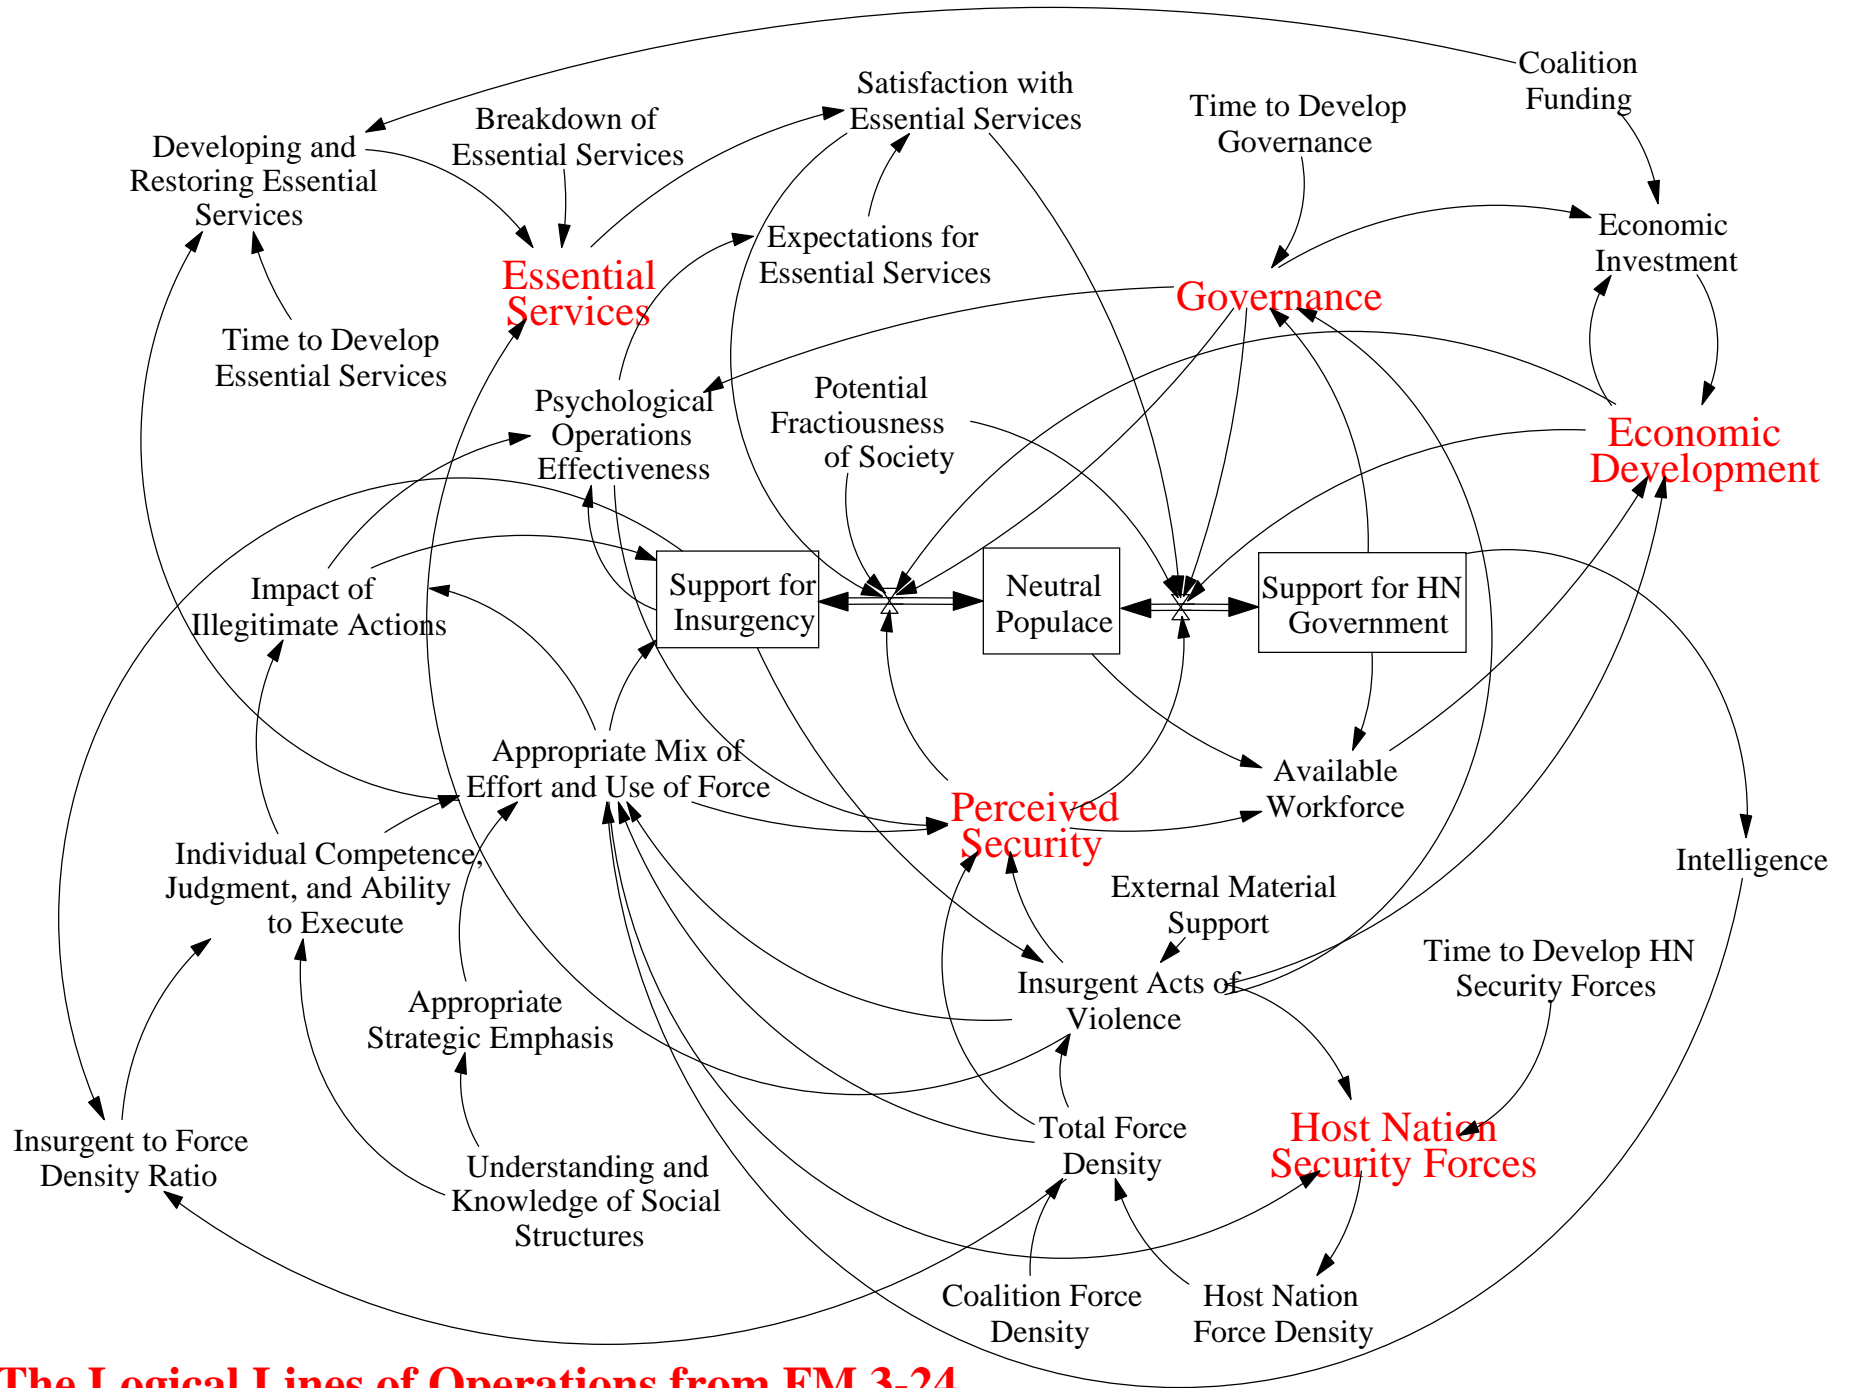 Coalition
Funding
Satisfaction with
Essential Services
Time to Develop
Governance
Breakdown of
Essential Services
Developing and
Restoring Essential
Services
Economic
Investment
Expectations for
Essential Services
Essential
Services
Governance
Time to Develop
Essential Services
Psychological
Operations
Effectiveness
Potential
Fractiousness
of Society
Economic
Development
Impact of
Illegitimate Actions
Support for
Insurgency
Neutral
Populace
Support for HN
Government
Appropriate Mix of
Effort and Use of Force
Available
Workforce
Perceived
Security
Individual Competence,
Judgment, and Ability
to Execute
Intelligence
External Material
Support
Time to Develop HN
Security Forces
Insurgent Acts of
Violence
Appropriate
Strategic Emphasis
Insurgent to Force
Density Ratio
Total Force
Density
Host Nation
Security Forces
Understanding and
Knowledge of Social
Structures
Coalition Force
Density
Host Nation
Force Density
The Logical Lines of Operations from FM 3-24